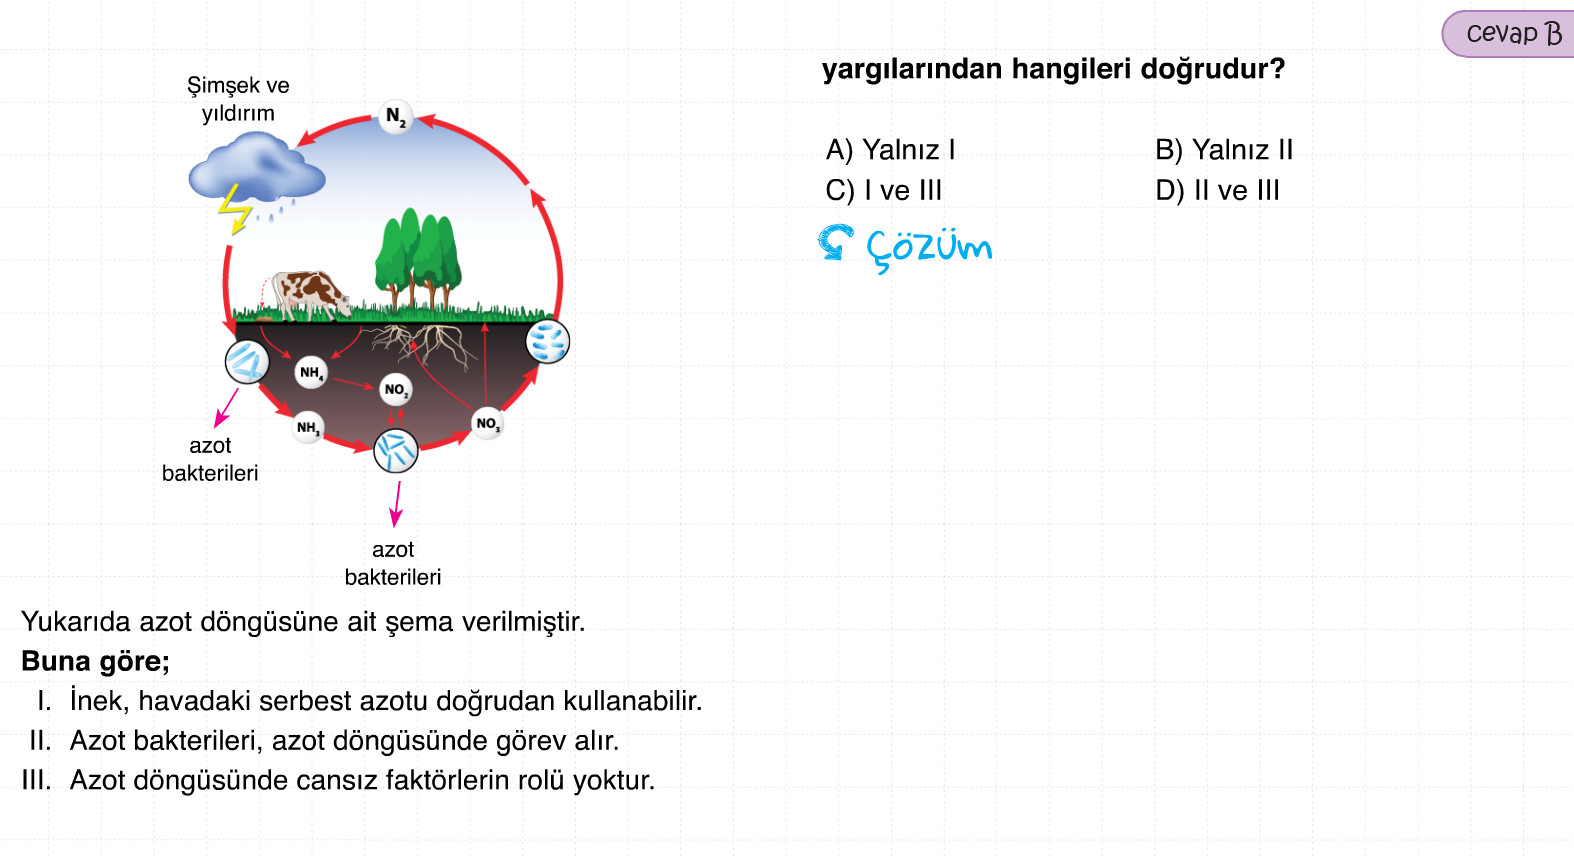 cevap B
Şimşek ve
yıldırım
N2
NH4
NO2
NH3
NO3
azot
bakterileri
azot
bakterileri
Yukarıda azot döngüsüne ait şema verilmiştir.
Buna göre;
I. İnek, havadaki serbest azotu doğrudan kullanabilir.
II. Azot bakterileri, azot döngüsünde görev alır.
III. Azot döngüsünde cansız faktörlerin rolü yoktur.
yargılarından hangileri doğrudur?
A) Yalnız I B) Yalnız II
C) I ve III D) II ve III
Çözüm